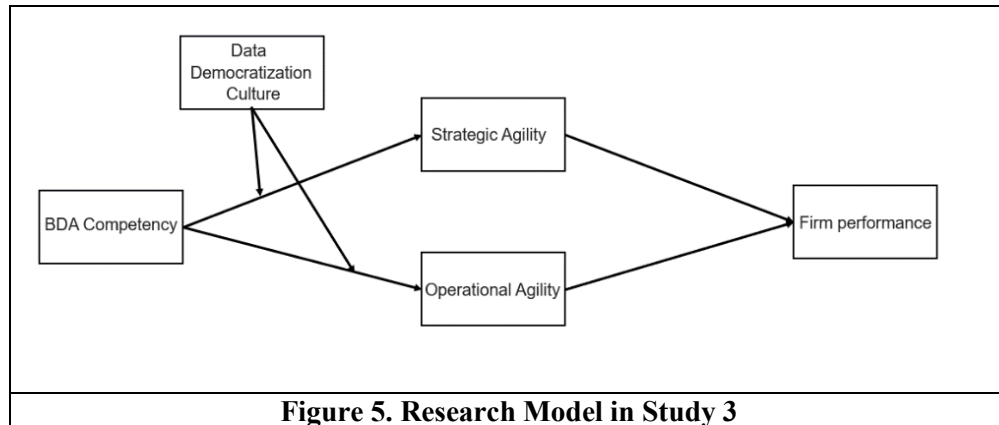 Data
Democratization
Culture
Strategic Agility
BDA Competency
Firm performance
Operational Agility
Figure 5. Research Model in Study 3